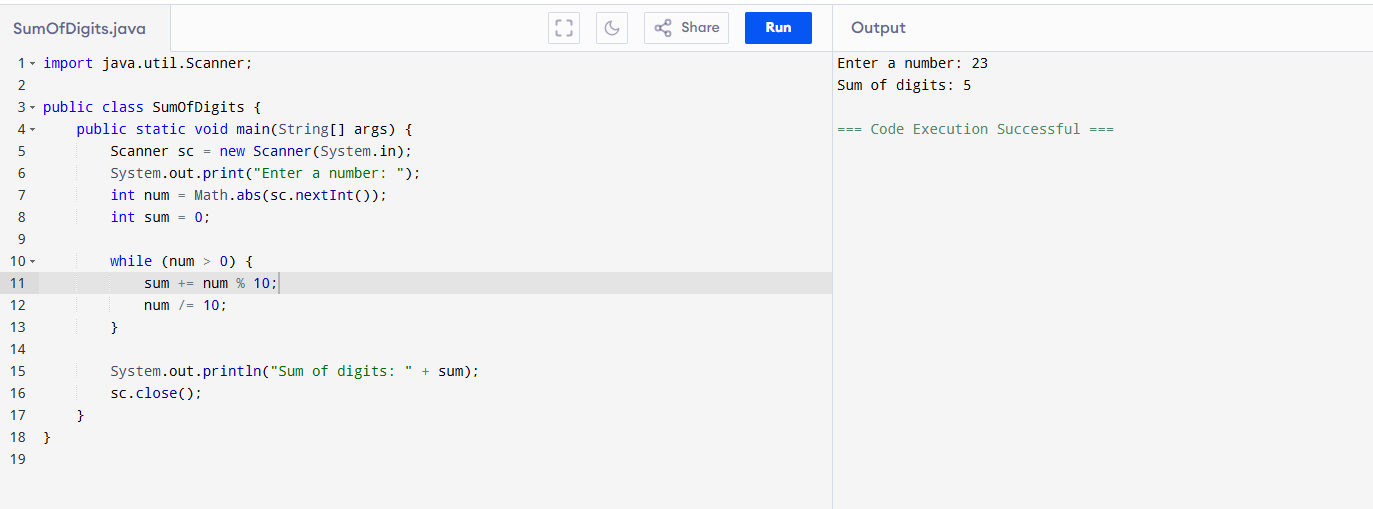 SumOfDigits.java
Share
Run
Output
1 import java.util.Scanner;
2
3 public class SumOfDigits {
4     public static void main(String[] args) {
5         Scanner sc = new Scanner(System.in);
6         System.out.print("Enter a number: ");
7         int num = Math.abs(sc.nextInt());
8         int sum = 0;
9
10         while (num > 0) {
11             sum += num % 10;
12             num /= 10;
13         }
14
15         System.out.println("Sum of digits: " + sum);
16         sc.close();
17     }
18 }
19
Enter a number: 23
Sum of digits: 5
=== Code Execution Successful ===